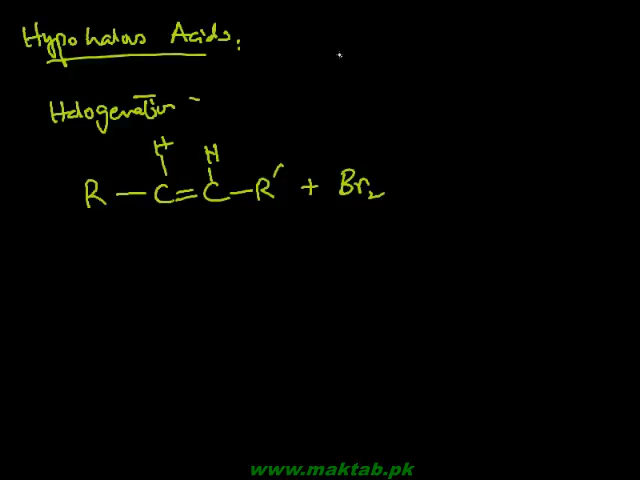 Hypohalous Acids:
Halogenation -
H H
R — C = C — R' + Br₂
www.maktab.pk